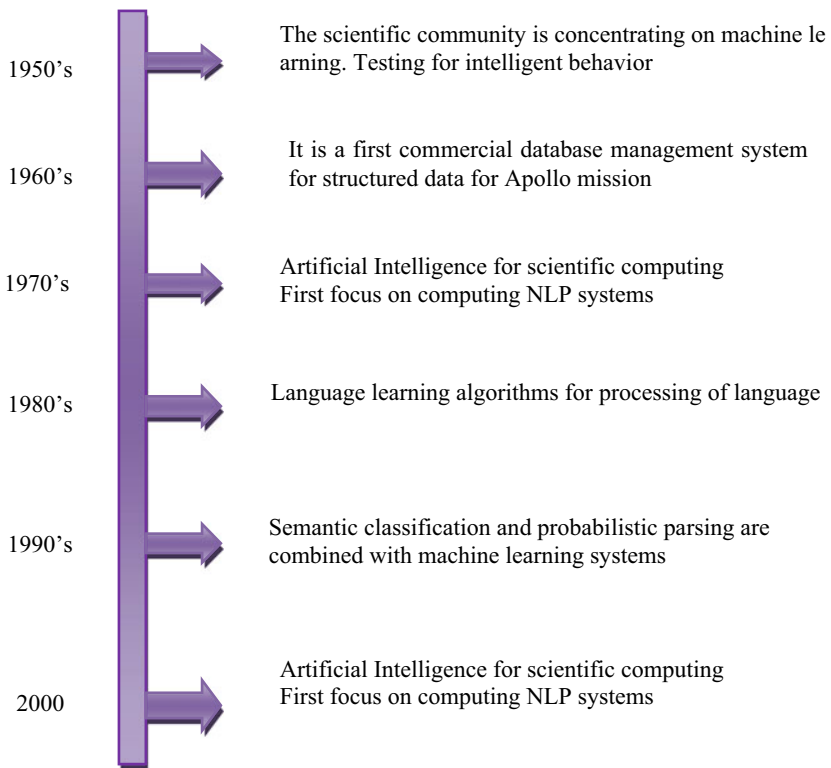 The scientific community is concentrating on machine le
1950’s
arning. Testing for intelligent behavior
It is a first commercial database management system
1960’s
for structured data for Apollo mission
Artificial Intelligence for scientific computing
1970’s
First focus on computing NLP systems
1980’s
Language learning algorithms for processing of language
Semantic classification and probabilistic parsing are
1990’s
combined with machine learning systems
Artificial Intelligence for scientific computing
2000
First focus on computing NLP systems